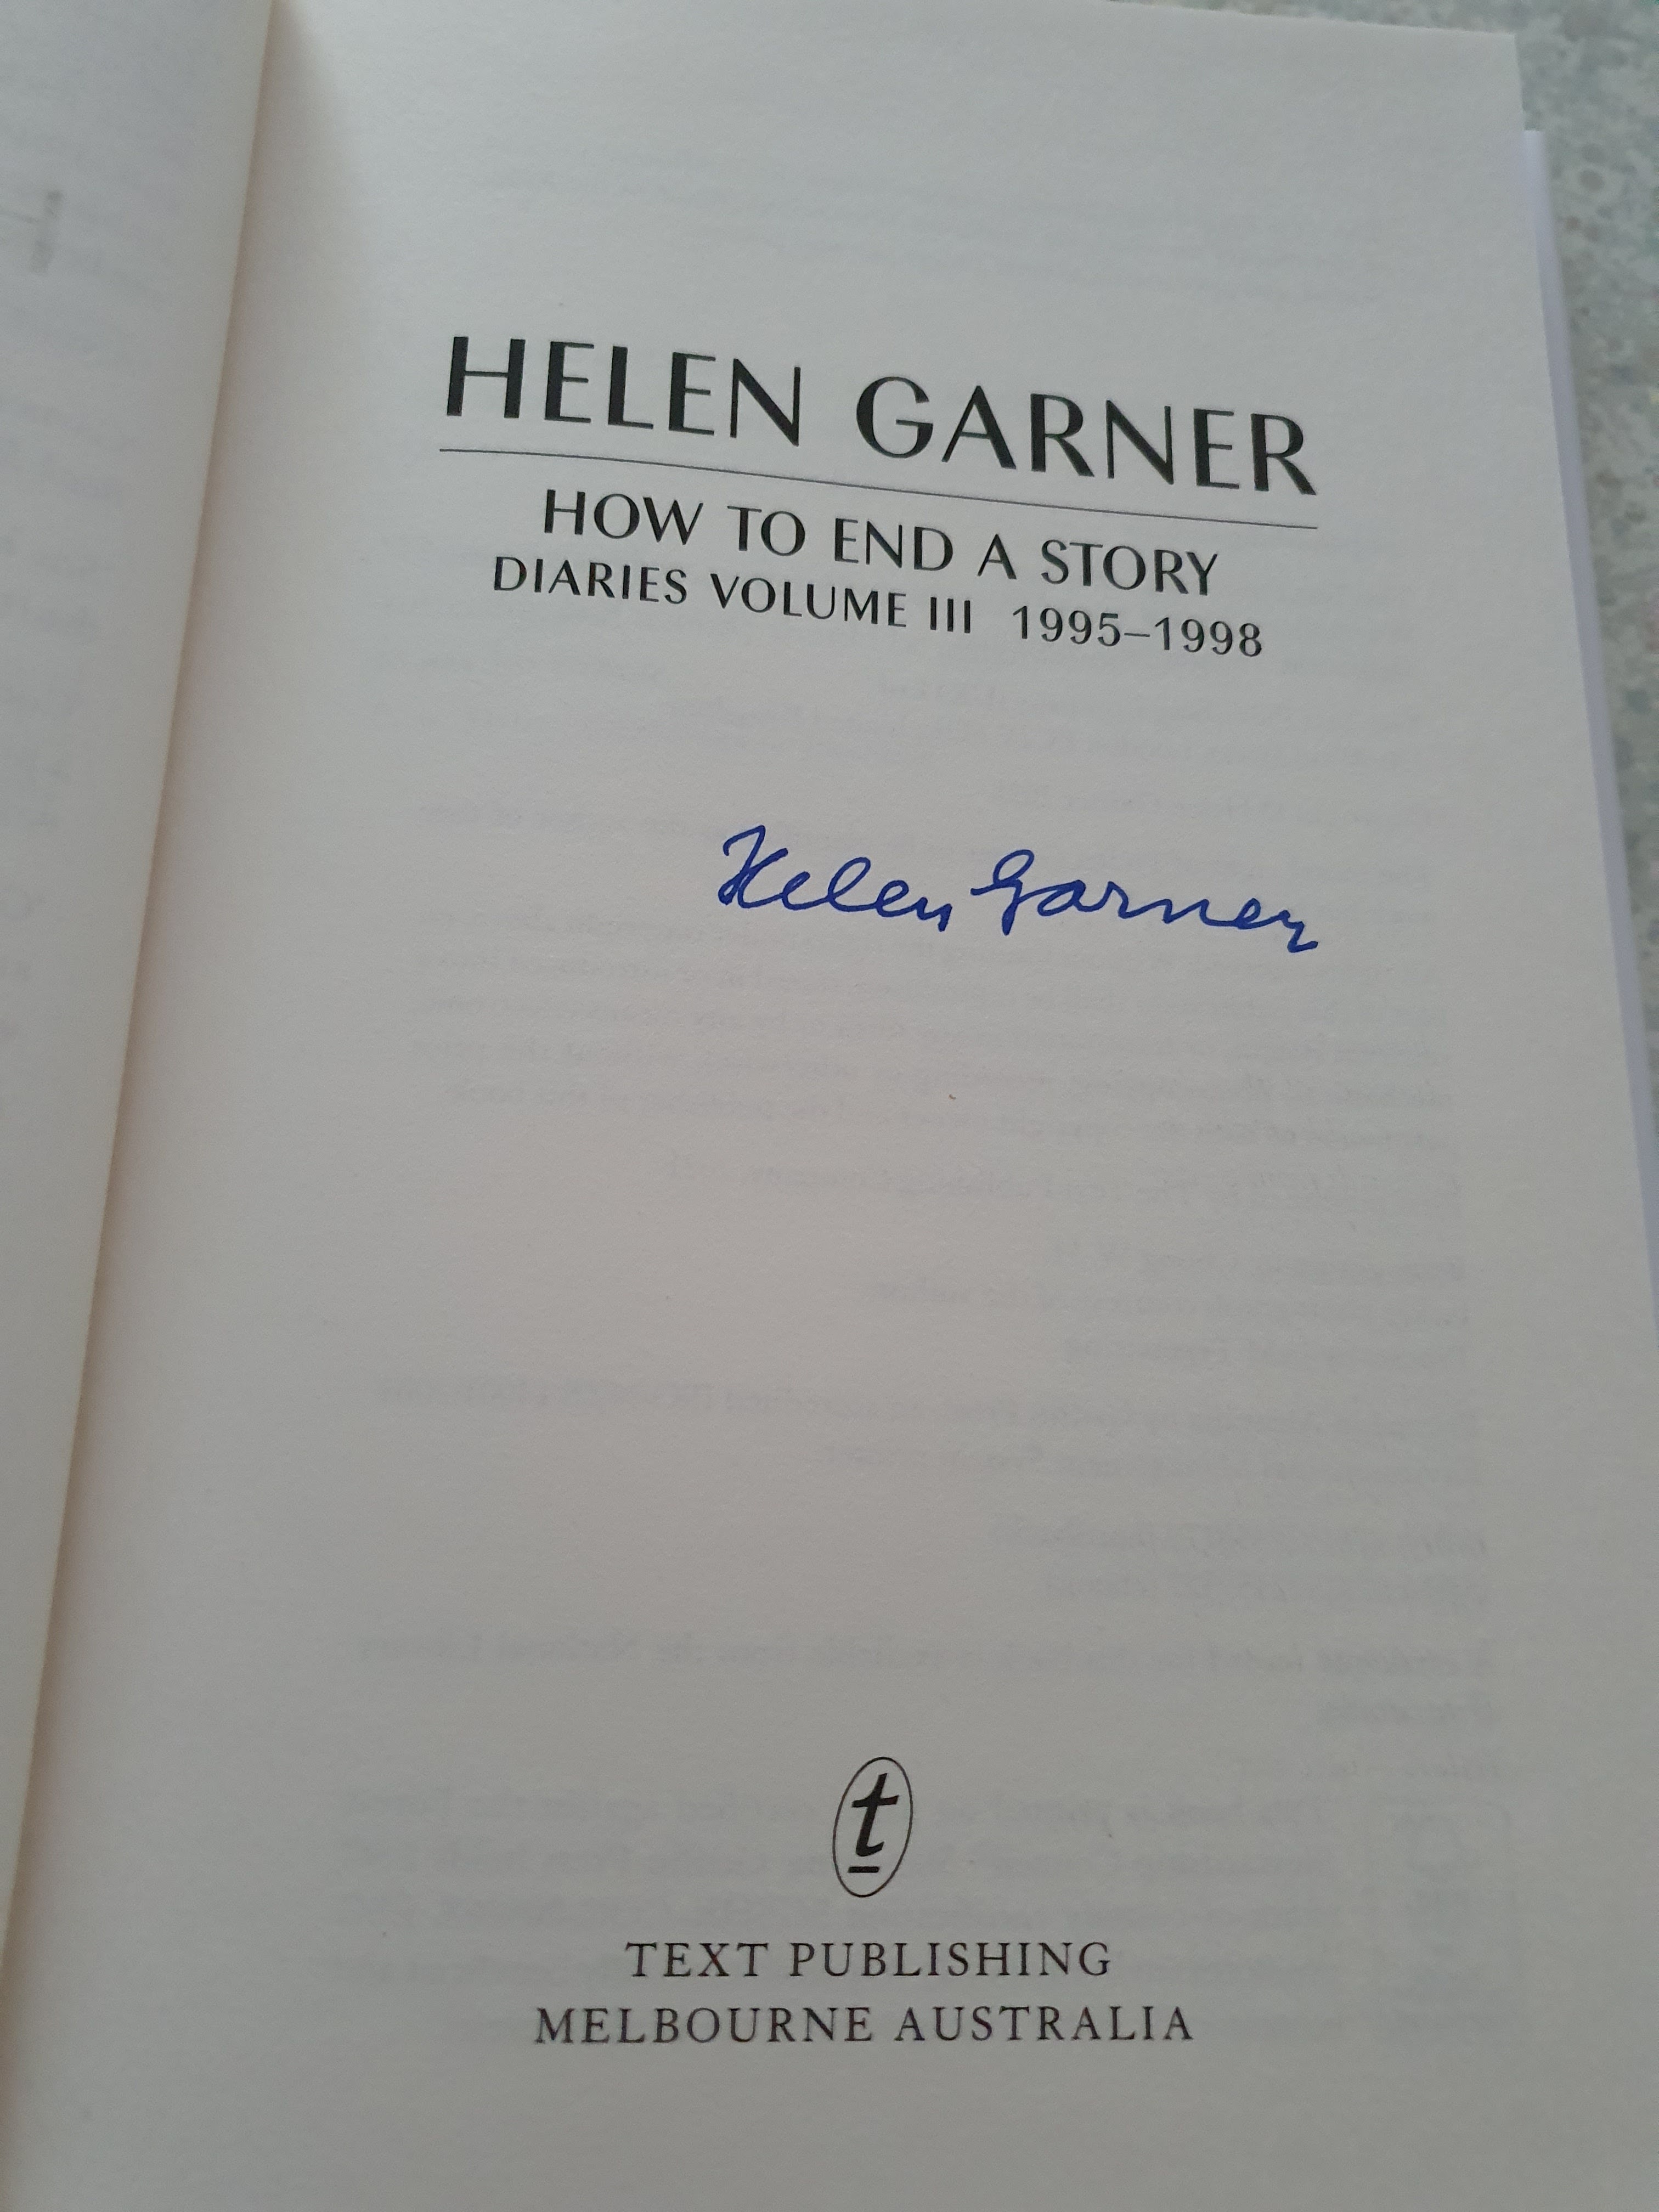 HELEN GARNER
HOW TO END A STORY
DIARIES VOLUME III 1995–1998
Helen Garner
t
TEXT PUBLISHING
MELBOURNE AUSTRALIA